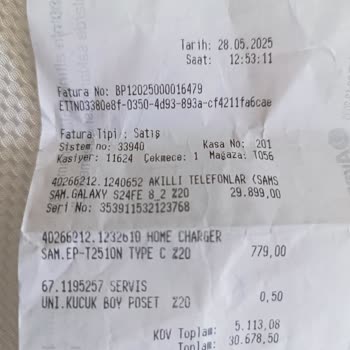 Tarih: 28.05.2025
Saat: 12:53:11
Fatura No: BP12025000016479
ETTN03380e8f-0350-4d93-893a-cf4211fa6cae
Fatura Tipi : Satış
Sistem no: 33940 Kasa No: 201
Kasiyer: 11624 Çekmece: 1 Mağaza: T056
40266212.1240652 AKILLI TELEFONLAR (SAMS
SAM.GALAXY S24FE 8_2 %20 29.899,00
Seri No: 353911532123768
40266212.1232610 HOME CHARGER
SAM.EP-T2510N TYPE C %20 779,00
67.1195257 SERVIS
UNI.KUCUK BOY POSET %20 0,50
KDV Toplam: 5.113,08
Toplam: 30.678,50